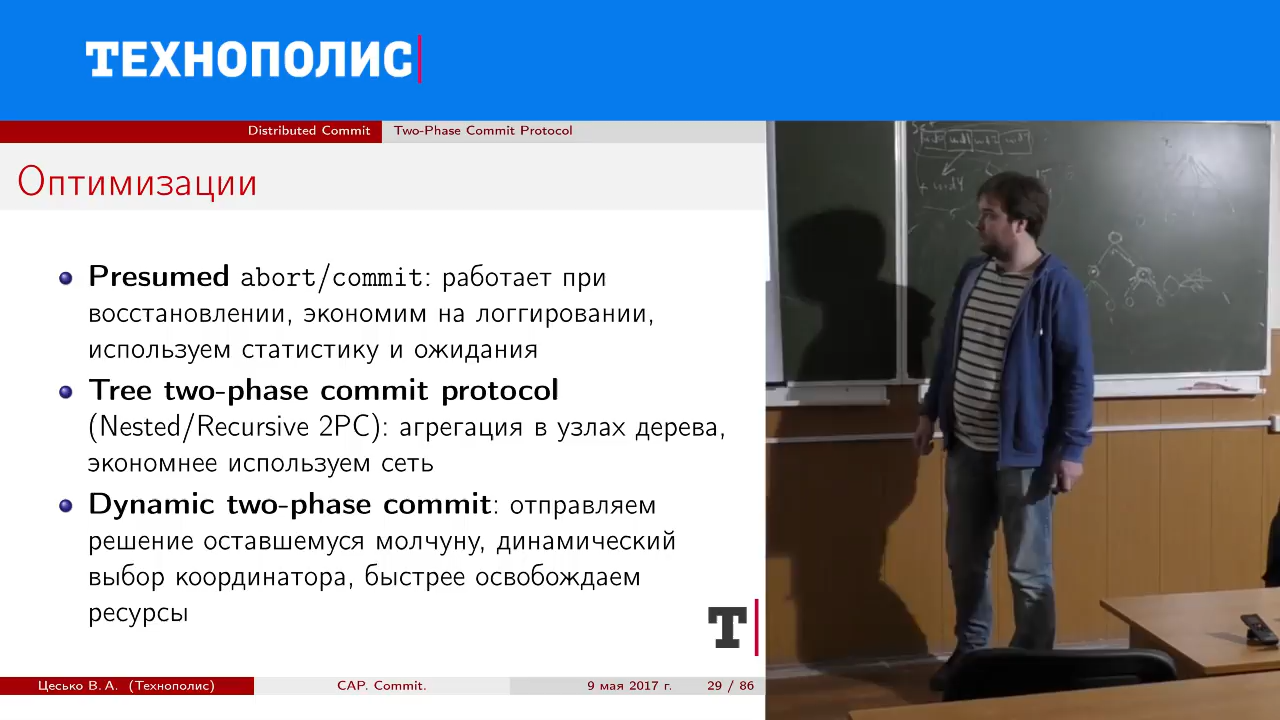 ТЕХНОПОЛИС
Distributed Commit
Two-Phase Commit Protocol
Оптимизации
Presumed abort/commit: работает при
восстановлении, экономим на логгировании,
используем статистику и ожидания
Tree two-phase commit protocol
(Nested/Recursive 2PC): агрегация в узлах дерева,
экономнее используем сеть
Dynamic two-phase commit: отправляем
решение оставшемуся молчуну, динамический
выбор координатора, быстрее освобождаем
ресурсы
Т
Цесько В. А. (Технополис)
CAP. Commit.
9 мая 2017 г.
29 / 86